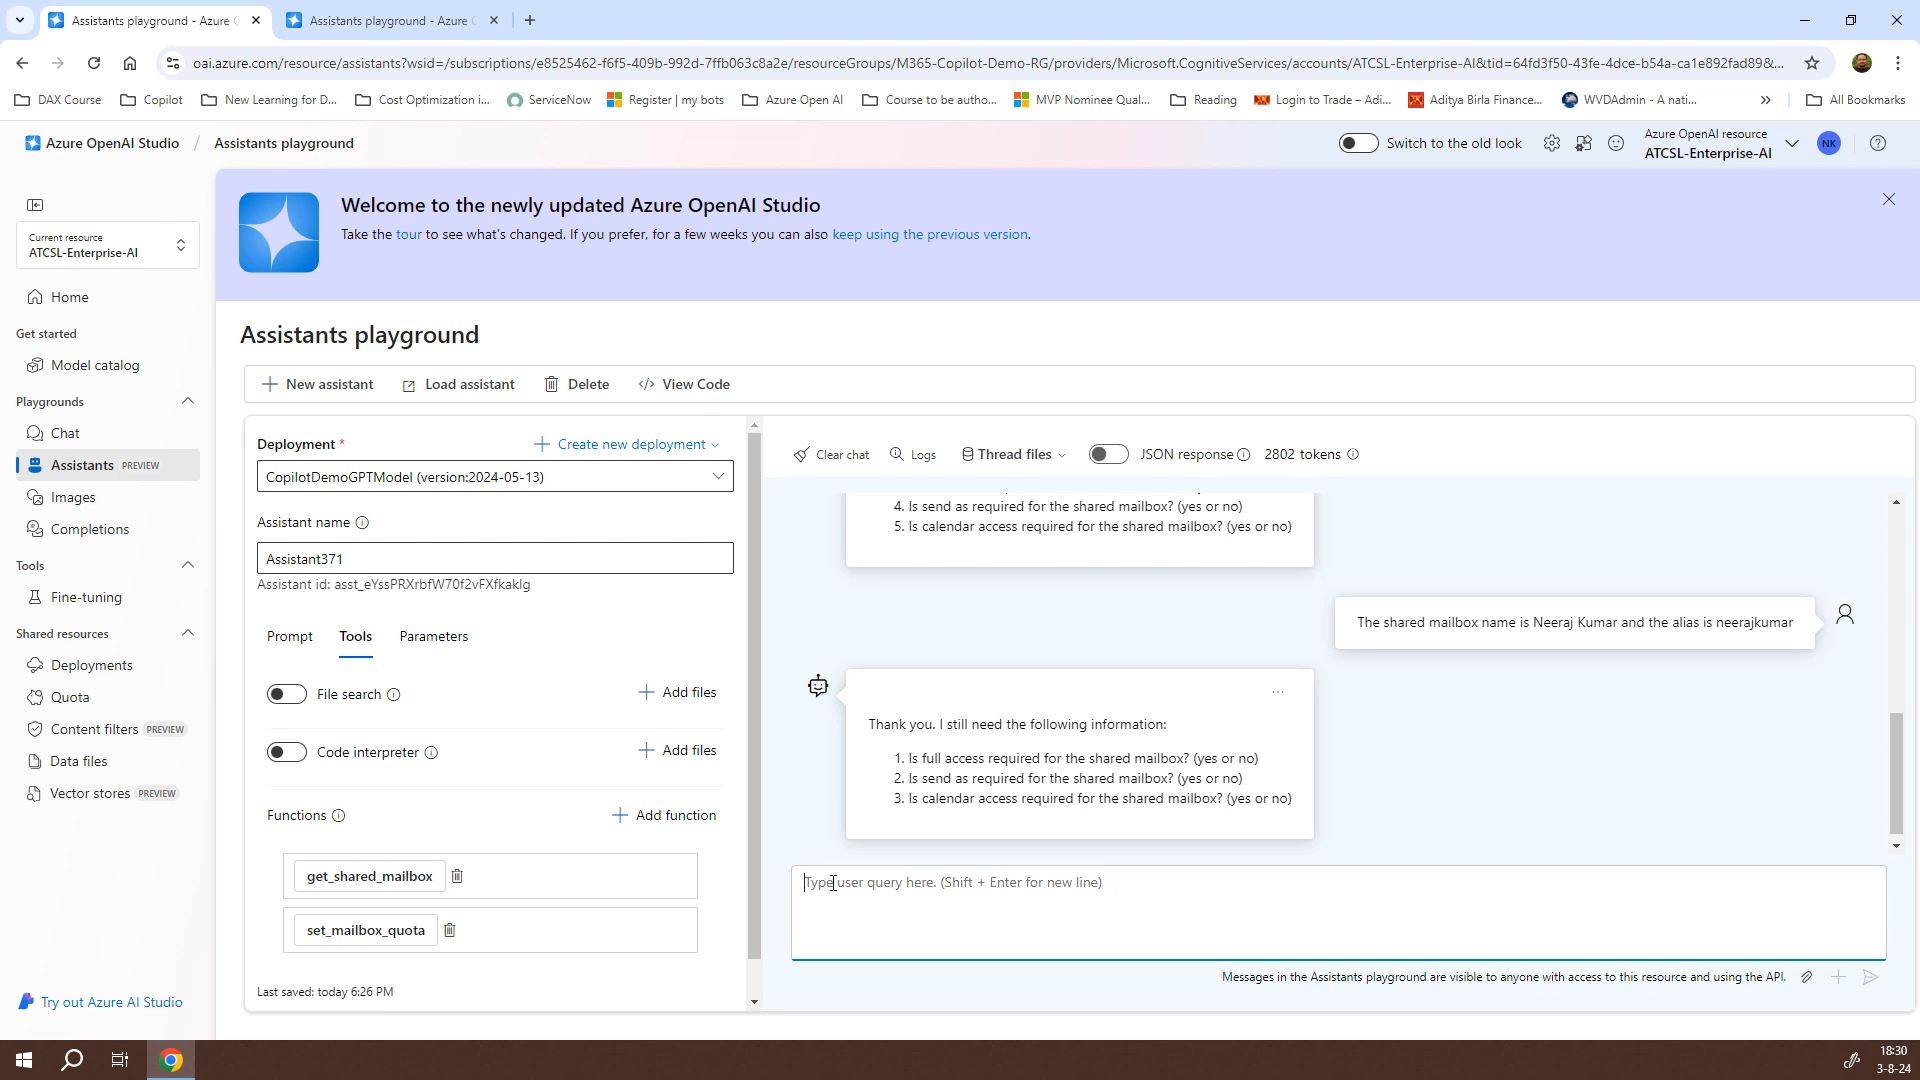 Assistants playground - Azure
Assistants playground - Azure
oai.azure.com/resource/assistants?wsid=/subscriptions/e8525462-f6f5-409b-992d-7ffb063c8a2e/resourceGroups/M365-Copilot-Demo-RG/providers/Microsoft.CognitiveServices/accounts/ATCSL-Enterprise-AI&tid=64fd3f50-43fe-4dce-b54a-ca1e892fad89&...
DAX Course
Copilot
New Learning for D...
Cost Optimization i...
ServiceNow
Register | my bots
Azure Open AI
Course to be autho...
MVP Nominee Qual...
Reading
Login to Trade – Adi...
Aditya Birla Finance...
WVDAdmin - A nati...
»
All Bookmarks
Azure OpenAI Studio / Assistants playground
Switch to the old look
Azure OpenAI resource
ATCSL-Enterprise-AI
NK
Current resource
ATCSL-Enterprise-AI
Home
Get started
Model catalog
Playgrounds
Chat
Assistants PREVIEW
Images
Completions
Tools
Fine-tuning
Shared resources
Deployments
Quota
Content filters PREVIEW
Data files
Vector stores PREVIEW
Try out Azure AI Studio
Welcome to the newly updated Azure OpenAI Studio
Take the tour to see what's changed. If you prefer, for a few weeks you can also keep using the previous version.
Assistants playground
New assistant
Load assistant
Delete
View Code
Deployment *
Create new deployment
CopilotDemoGPTModel (version:2024-05-13)
Assistant name
Assistant371
Assistant id: asst_eYssPRXrbfW70f2vFXfkaklg
Prompt
Tools
Parameters
File search
Add files
Code interpreter
Add files
Functions
Add function
get_shared_mailbox
set_mailbox_quota
Last saved: today 6:26 PM
Clear chat
Logs
Thread files
JSON response
2802 tokens
4. Is send as required for the shared mailbox? (yes or no)
5. Is calendar access required for the shared mailbox? (yes or no)
The shared mailbox name is Neeraj Kumar and the alias is neerajkumar
...
Thank you. I still need the following information:
1. Is full access required for the shared mailbox? (yes or no)
2. Is send as required for the shared mailbox? (yes or no)
3. Is calendar access required for the shared mailbox? (yes or no)
Type user query here. (Shift + Enter for new line)
Messages in the Assistants playground are visible to anyone with access to this resource and using the API.
18:30
3-8-24